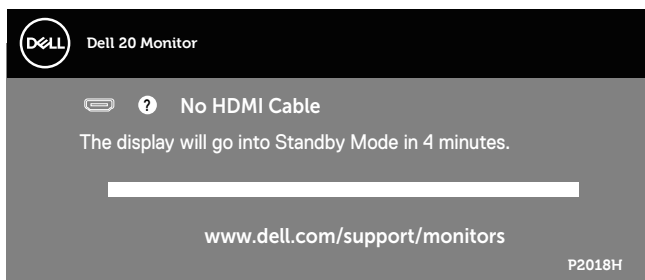 DELL
Dell 20 Monitor
? No HDMI Cable
The display will go into Standby Mode in 4 minutes.
www.dell.com/support/monitors
P2018H